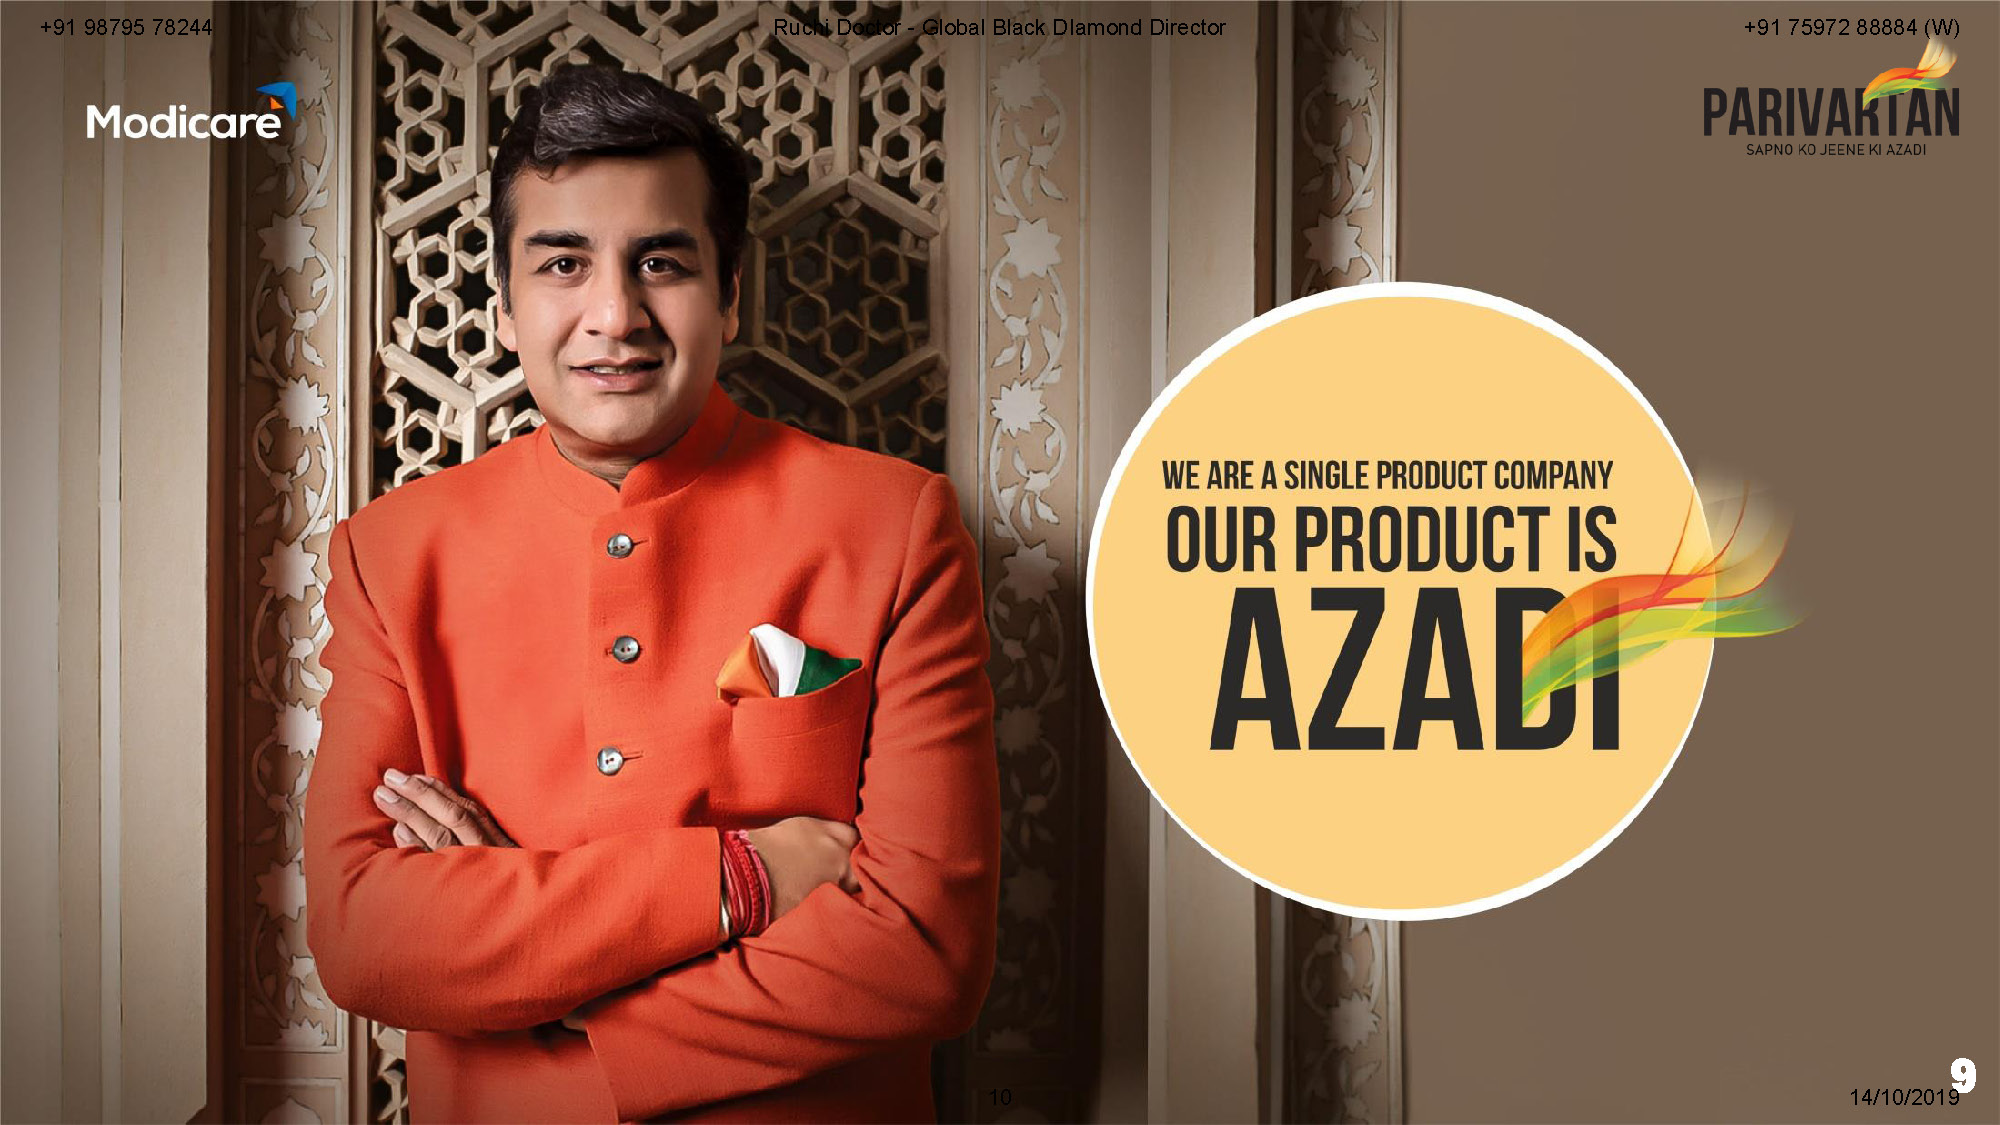 +91 98795 78244
Ruchi Doctor - Global Black DIamond Director
+91 75972 88884 (W)
Modicare
PARIVARTAN
SAPNO KO JEENE KI AZADI
WE ARE A SINGLE PRODUCT COMPANY
OUR PRODUCT IS
AZADI
9
10
14/10/2019